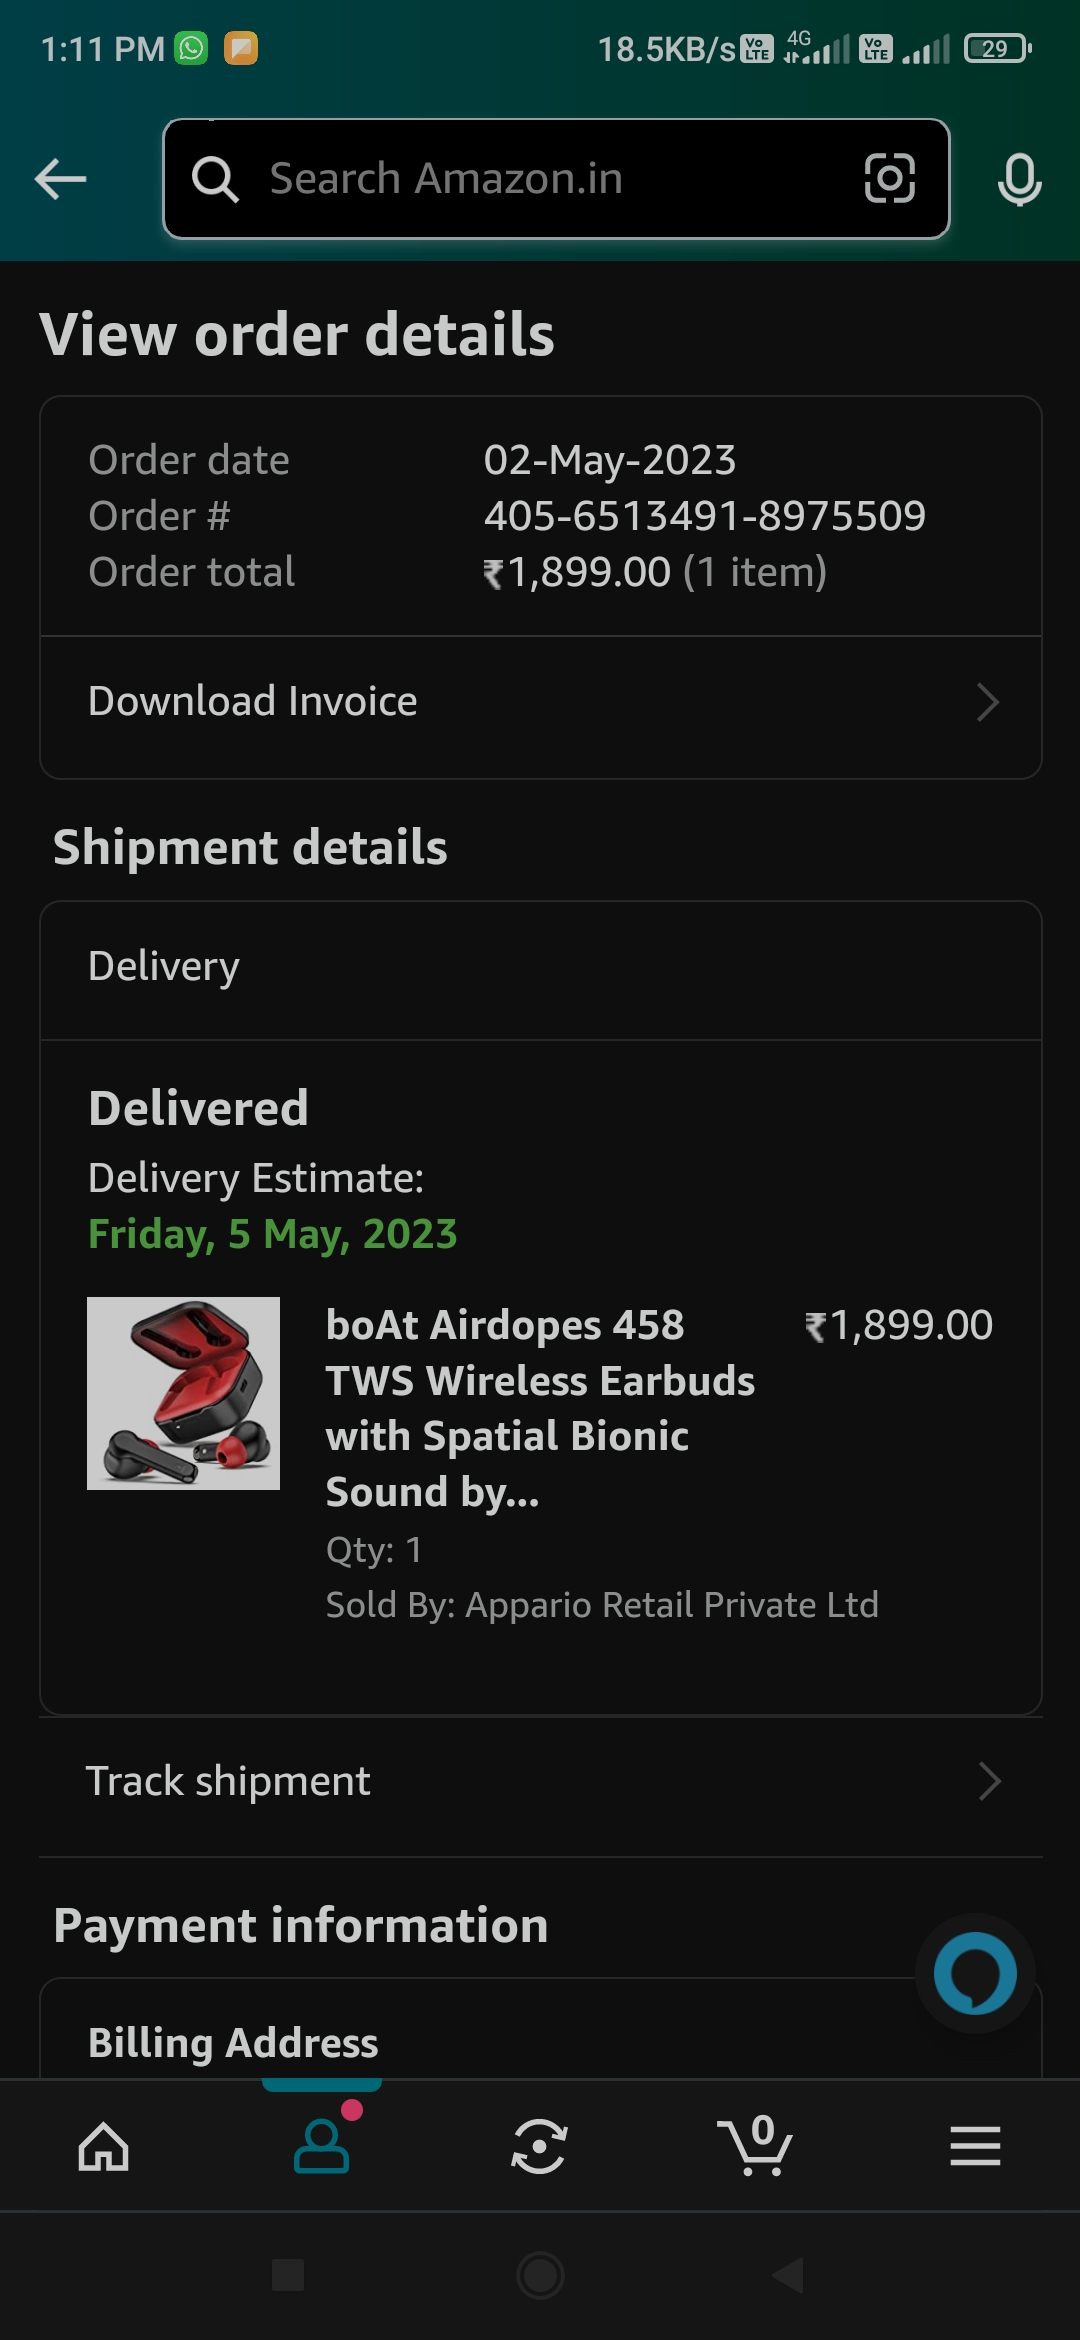 1:11 PM
18.5KB/s Vo LTE 4G Vo LTE 29
Search Amazon.in
View order details
Order date 02-May-2023
Order # 405-6513491-8975509
Order total ₹1,899.00 (1 item)
Download Invoice
Shipment details
Delivery
Delivered
Delivery Estimate:
Friday, 5 May, 2023
boAt Airdopes 458 ₹1,899.00
TWS Wireless Earbuds
with Spatial Bionic
Sound by...
Qty: 1
Sold By: Appario Retail Private Ltd
Track shipment
Payment information
Billing Address
0